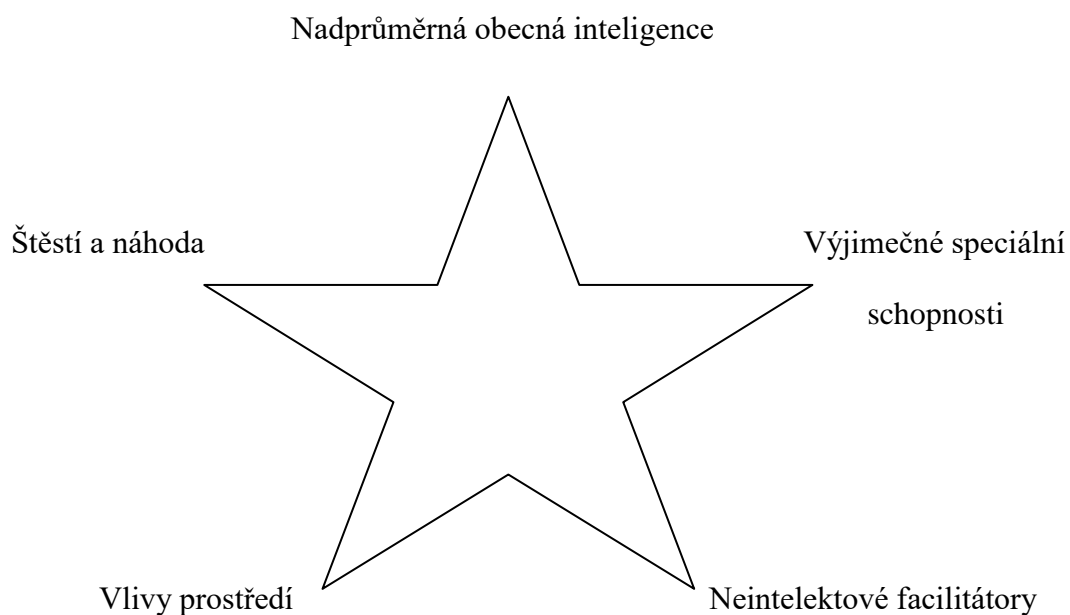 Nadprůměrná obecná inteligence
Štěstí a náhoda
Výjimečné speciální
schopnosti
Vlivy prostředí
Neintelektové facilitátory